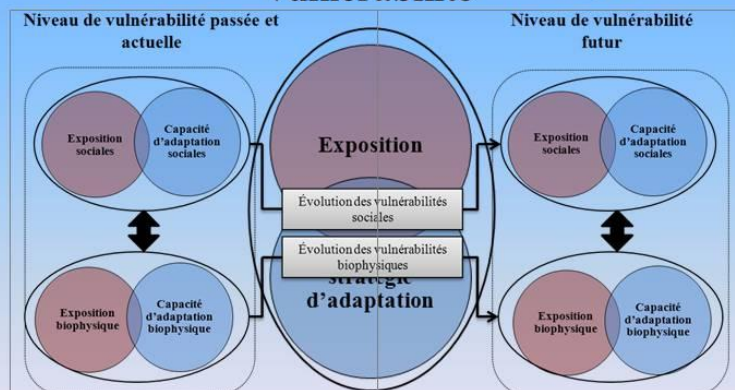 Niveau de vulnérabilité passée et
actuelle
Exposition
sociales
Capacité
d'adaptation
sociales
Exposition
biophysique
Capacité
d'adaptation
biophysique
Exposition
Évolution des vulnérabilités
sociales
Évolution des vulnérabilités
biophysiques
stratégie
d'adaptation
Niveau de vulnérabilité
futur
Exposition
sociales
Capacité
d'adaptation
sociales
Exposition
biophysique
Capacité
d'adaptation
biophysique